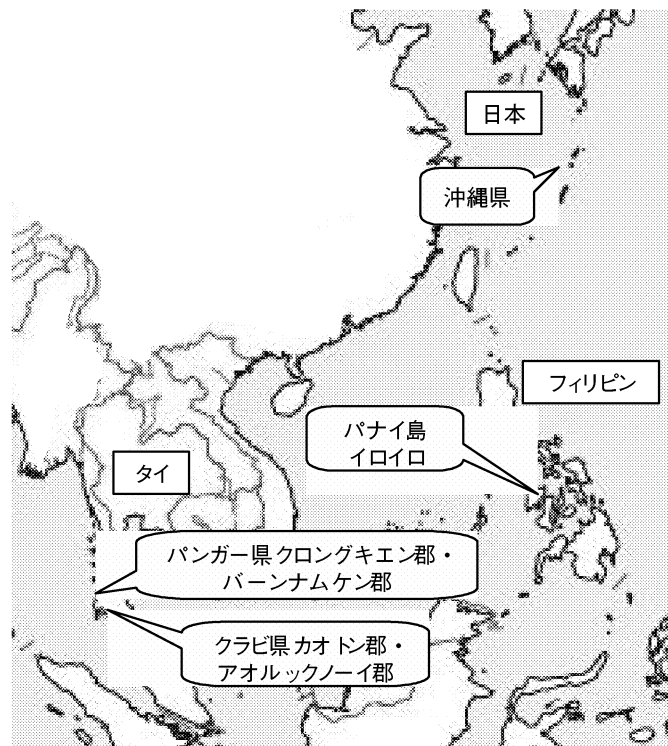 日本
沖縄県
フィリピン
パナイ島
イロイロ
タイ
パンガー県クロングキエン郡・
バーンナムケン郡
クラビ県カオトン郡・
アオルックノーイ郡